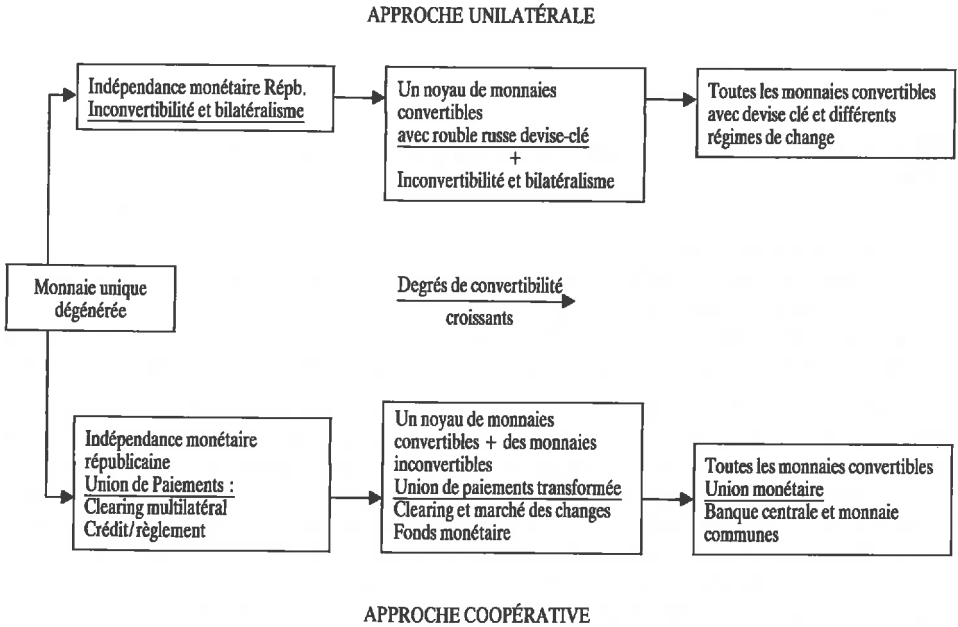 APPROCHE UNILATÉRALE
Indépendance monétaire Répb.
Inconvertibilité et bilatéralisme
Un noyau de monnaies
convertibles
avec rouble russe devise-clé
+
Inconvertibilité et bilatéralisme
Toutes les monnaies convertibles
avec devise clé et différents
régimes de change
Monnaie unique
dégénérée
Degrés de convertibilité
croissants
Indépendance monétaire
républicaine
Union de Paiements :
Clearing multilatéral
Crédit/règlement
Un noyau de monnaies
convertibles + des monnaies
inconvertibles
Union de paiements transformée
Clearing et marché des changes
Fonds monétaire
Toutes les monnaies convertibles
Union monétaire
Banque centrale et monnaie
communes
APPROCHE COOPÉRATIVE